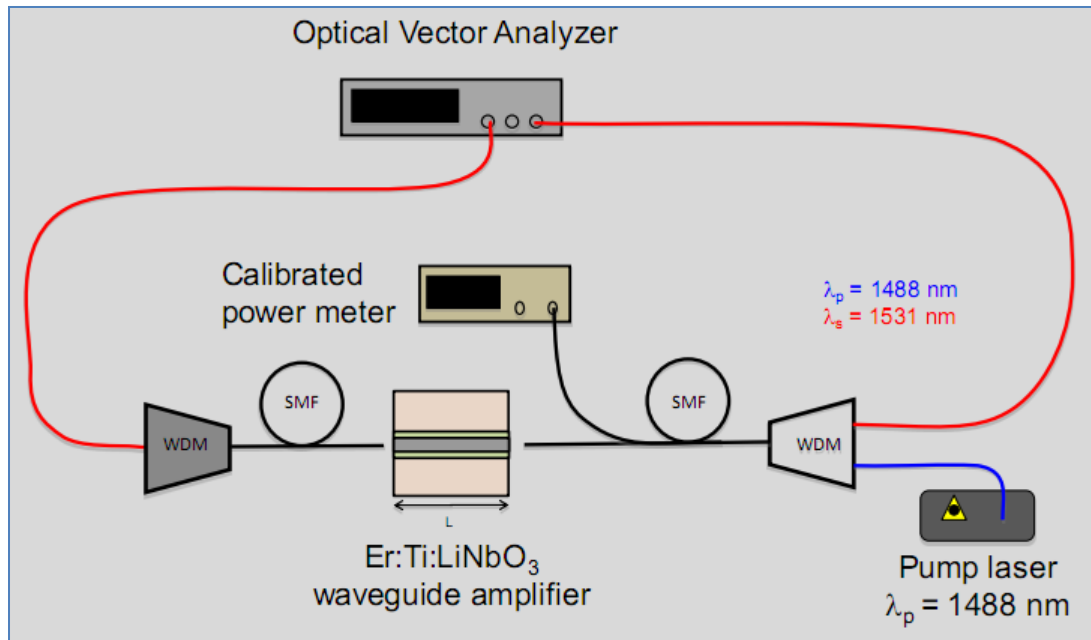 Optical Vector Analyzer
Calibrated
power meter
λp = 1488 nm
λs = 1531 nm
SMF
SMF
WDM
WDM
L
Er:Ti:LiNbO₃
waveguide amplifier
Pump laser
λp = 1488 nm